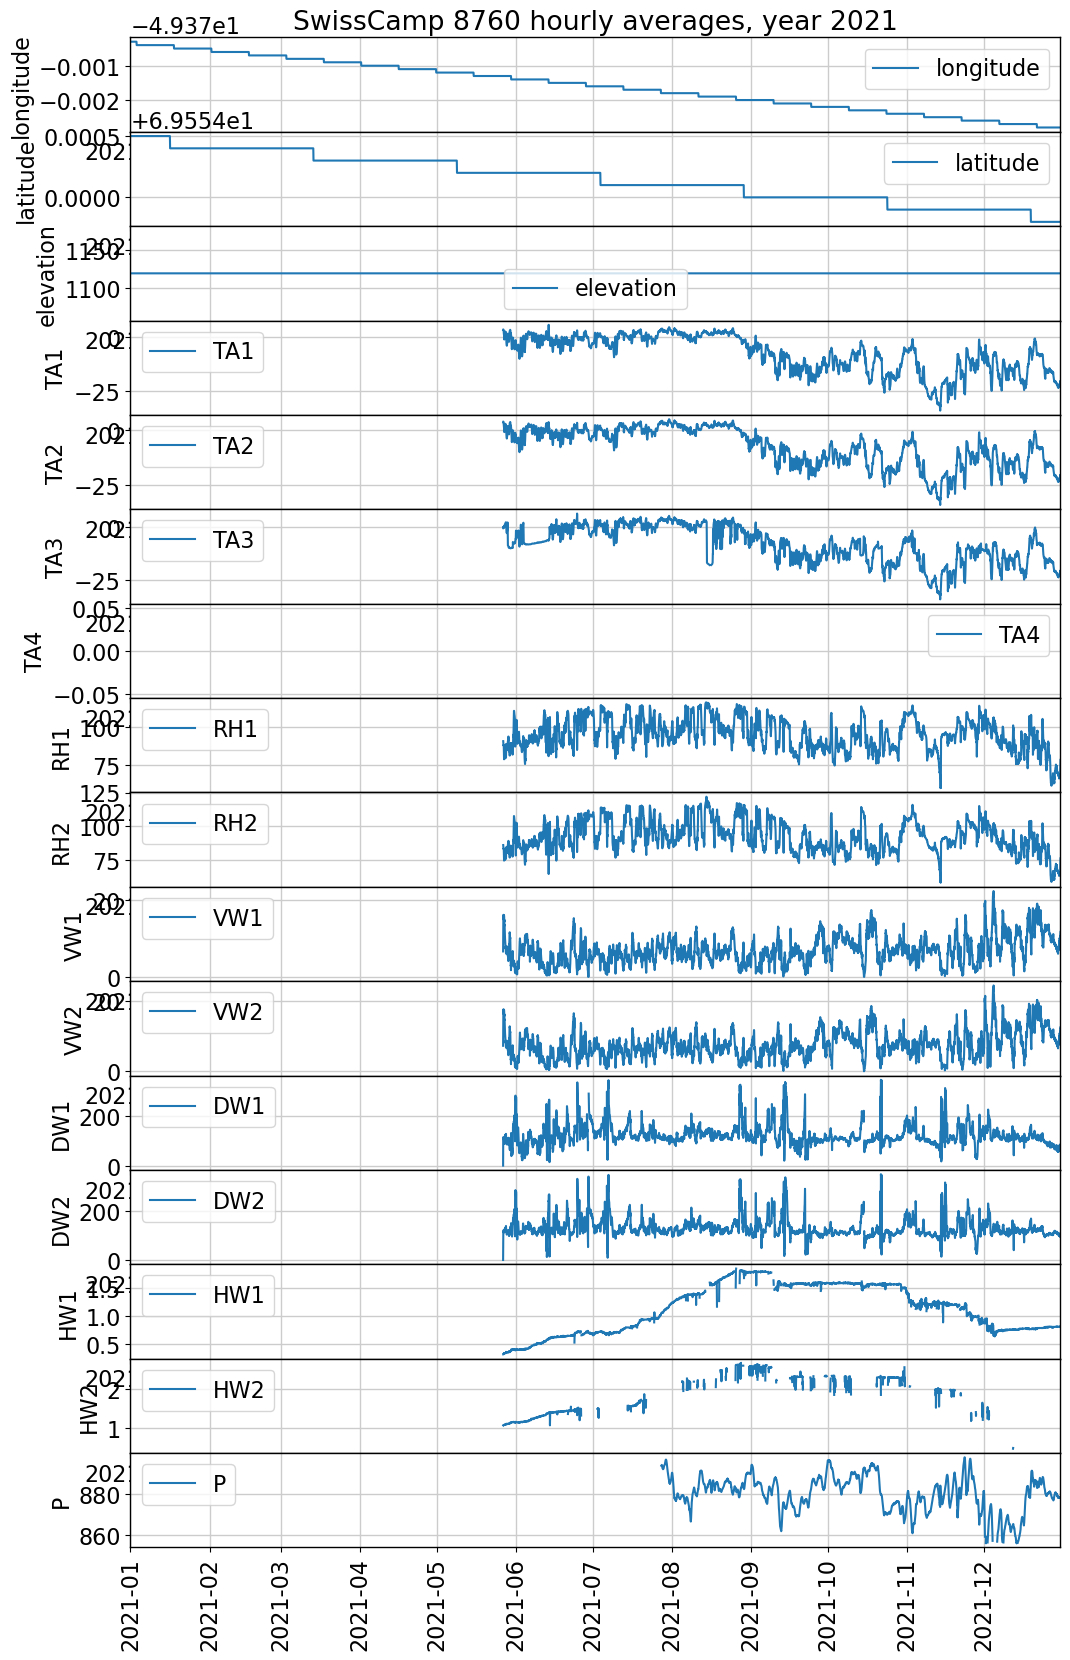 SwissCamp 8760 hourly averages, year 2021
−4.937e1
longitude
−0.001
−0.002
longitude
+6.9554e1
latitude
0.0005
0.0000
latitude
elevation
1150
1100
elevation
TA1
0
−25
TA1
TA2
0
−25
TA2
TA3
0
−25
TA3
TA4
0.05
0.00
−0.05
TA4
RH1
100
75
RH1
RH2
125
100
75
RH2
VW1
20
0
VW1
VW2
20
0
VW2
DW1
200
0
DW1
DW2
200
0
DW2
HW1
1.5
1.0
0.5
HW1
HW2
2
1
HW2
P
880
860
P
2021-01
2021-02
2021-03
2021-04
2021-05
2021-06
2021-07
2021-08
2021-09
2021-10
2021-11
2021-12